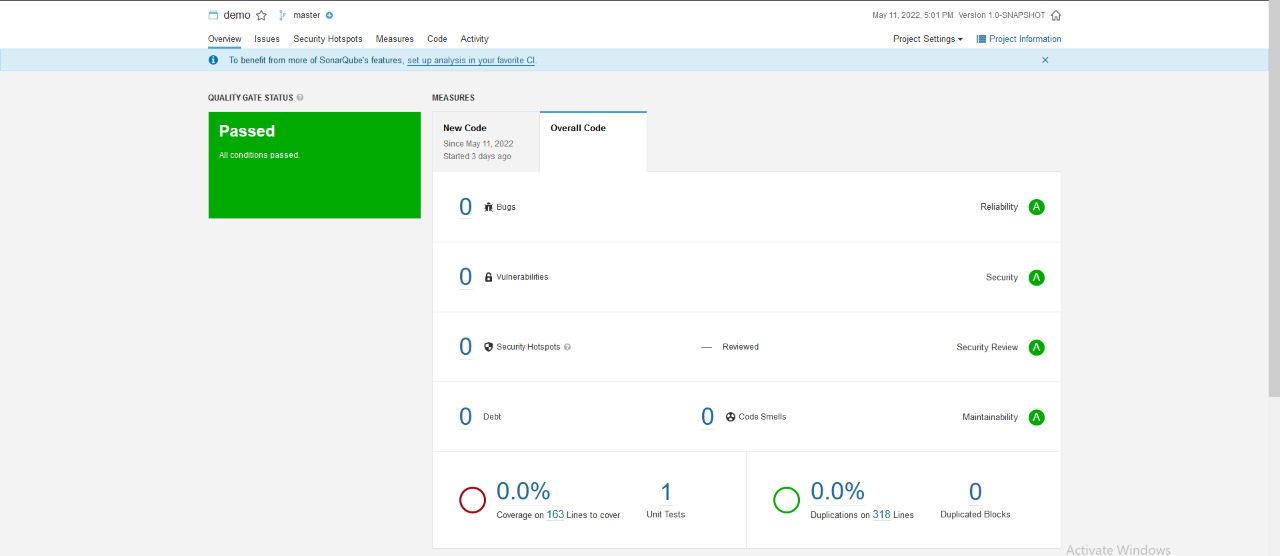 demo master May 11, 2022, 5:01 PM Version 1.0-SNAPSHOT
Overview Issues Security Hotspots Measures Code Activity Project Settings Project Information
To benefit from more of SonarQube's features, set up analysis in your favorite CI.
QUALITY GATE STATUS
Passed
All conditions passed.
MEASURES
New Code
Since May 11, 2022
Started 3 days ago
Overall Code
0 Bugs Reliability A
0 Vulnerabilities Security A
0 Security Hotspots — Reviewed Security Review A
0 Debt 0 Code Smells Maintainability A
0.0%
Coverage on 163 Lines to cover
1
Unit Tests
0.0%
Duplications on 318 Lines
0
Duplicated Blocks
Activate Windows